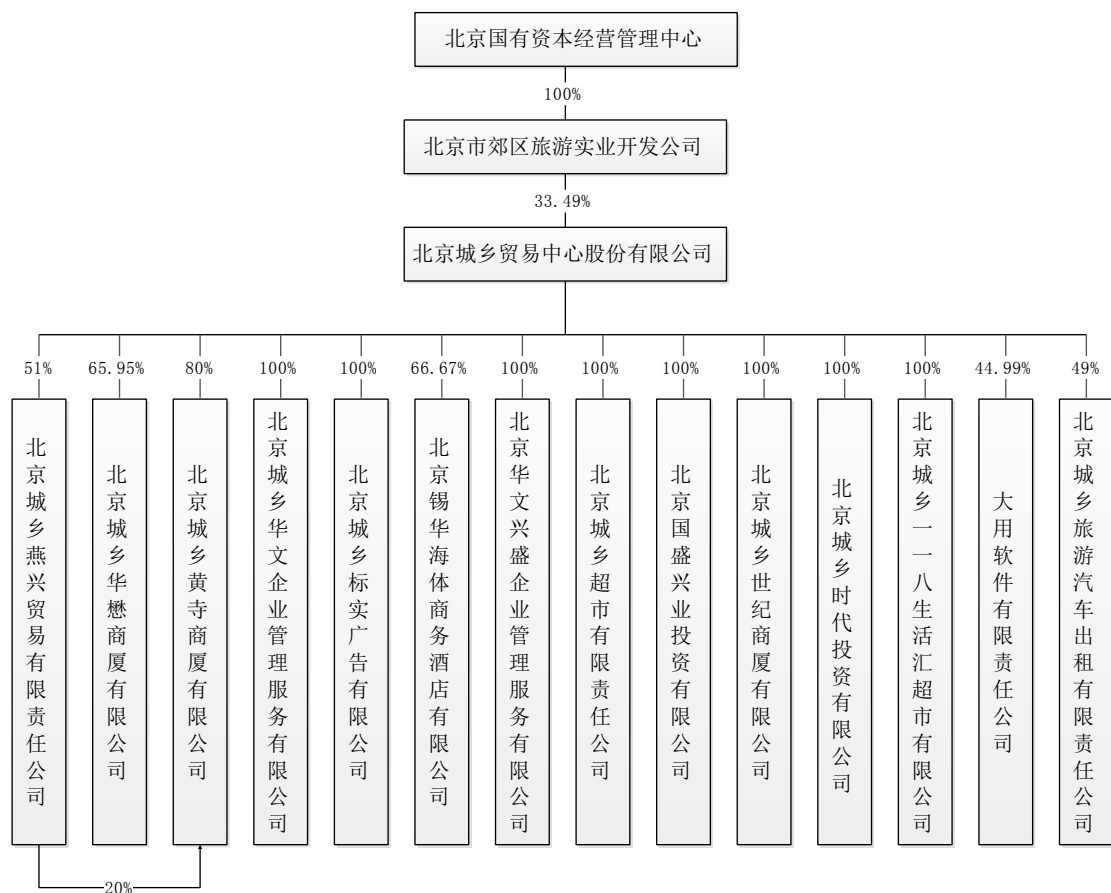 北京国有资本经营管理中心
100%
北京市郊区旅游实业开发公司
33.49%
北京城乡贸易中心股份有限公司
51%
65.95%
80%
100%
100%
66.67%
100%
100%
100%
100%
100%
100%
44.99%
49%
北京城乡燕兴贸易有限责任公司
北京城乡华懋商厦有限公司
北京城乡黄寺商厦有限公司
北京城乡华文企业管理服务有限公司
北京城乡标实广告有限公司
北京锡华海体商务酒店有限公司
北京华文兴盛企业管理服务有限公司
北京城乡超市有限责任公司
北京国盛兴业投资有限公司
北京城乡世纪商厦有限公司
北京城乡时代投资有限公司
北京城乡一一八生活汇超市有限公司
大用软件有限责任公司
北京城乡旅游汽车出租有限责任公司
20%